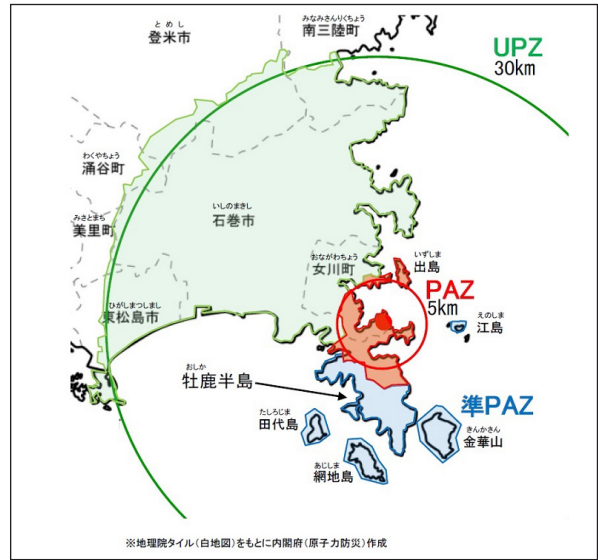 とめし
登米市
みなみさんりくちょう
南三陸町
UPZ
30km
わくやちょう
涌谷町
いしのまきし
石巻市
みさとまち
美里町
おながわちょう
女川町
いずしま
出島
PAZ
5km
えのしま
江島
ひがしまつしまし
東松島市
おしか
牡鹿半島
準PAZ
たしろじま
田代島
きんかさん
金華山
あじしま
網地島
※地理院タイル(白地図)をもとに内閣府(原子力防災)作成